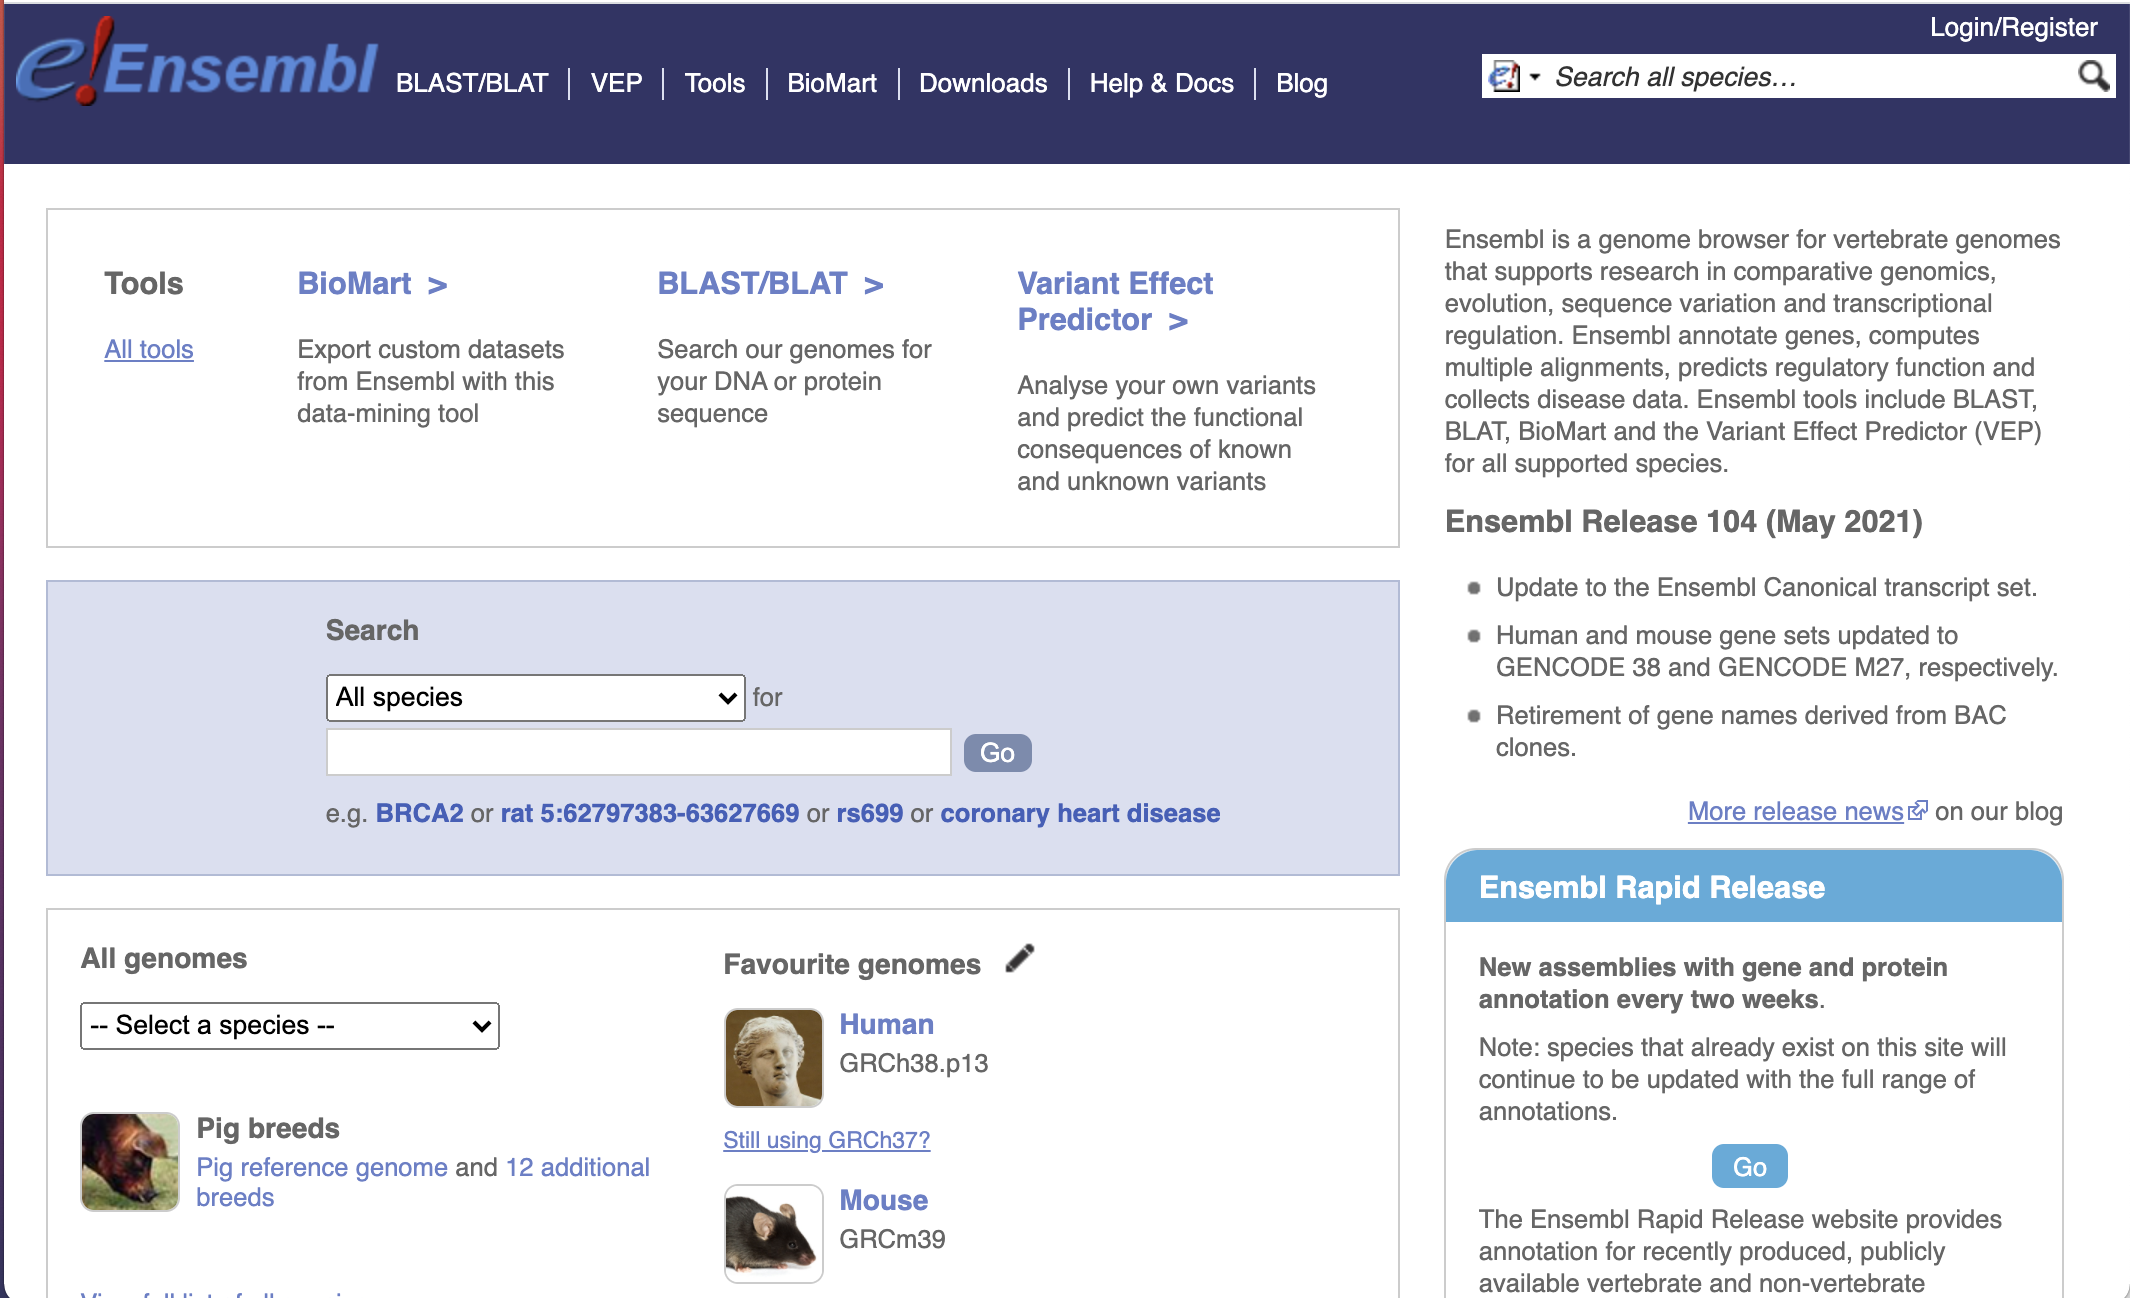 Login/Register
e!Ensembl
BLAST/BLAT | VEP | Tools | BioMart | Downloads | Help & Docs | Blog
Search all species…
Tools
All tools
BioMart >
Export custom datasets
from Ensembl with this
data-mining tool
BLAST/BLAT >
Search our genomes for
your DNA or protein
sequence
Variant Effect
Predictor >
Analyse your own variants
and predict the functional
consequences of known
and unknown variants
Search
All species for
Go
e.g. BRCA2 or rat 5:62797383-63627669 or rs699 or coronary heart disease
All genomes
-- Select a species --
Pig breeds
Pig reference genome and 12 additional
breeds
Favourite genomes
Human
GRCh38.p13
Still using GRCh37?
Mouse
GRCm39
Ensembl is a genome browser for vertebrate genomes
that supports research in comparative genomics,
evolution, sequence variation and transcriptional
regulation. Ensembl annotate genes, computes
multiple alignments, predicts regulatory function and
collects disease data. Ensembl tools include BLAST,
BLAT, BioMart and the Variant Effect Predictor (VEP)
for all supported species.
Ensembl Release 104 (May 2021)
Update to the Ensembl Canonical transcript set.
Human and mouse gene sets updated to
GENCODE 38 and GENCODE M27, respectively.
Retirement of gene names derived from BAC
clones.
More release news on our blog
Ensembl Rapid Release
New assemblies with gene and protein
annotation every two weeks.
Note: species that already exist on this site will
continue to be updated with the full range of
annotations.
Go
The Ensembl Rapid Release website provides
annotation for recently produced, publicly
available vertebrate and non-vertebrate